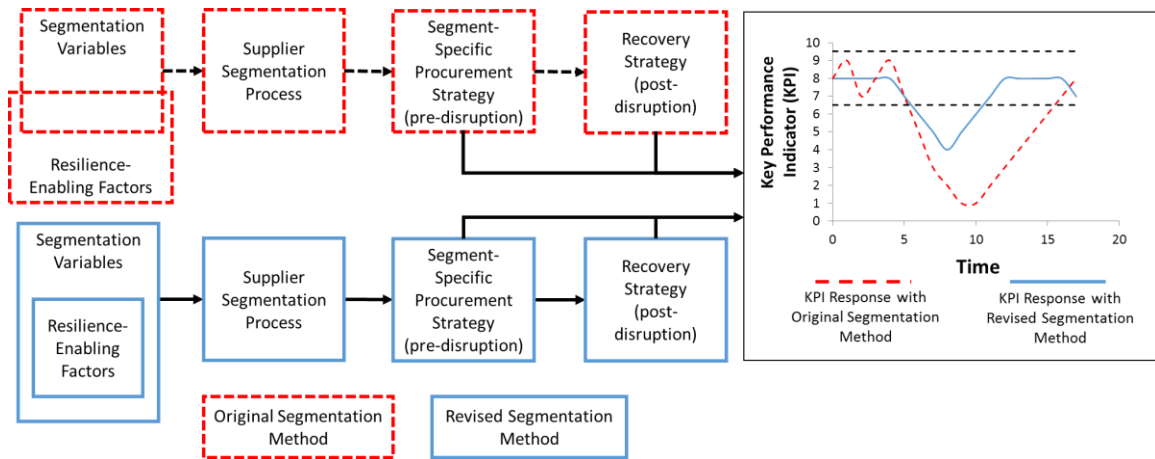 Segmentation
Variables
Resilience-
Enabling Factors
Supplier
Segmentation
Process
Segment-
Specific
Procurement
Strategy
(pre-disruption)
Recovery
Strategy
(post-
disruption)
Segmentation
Variables
Resilience-
Enabling
Factors
Supplier
Segmentation
Process
Segment-
Specific
Procurement
Strategy
(pre-disruption)
Recovery
Strategy
(post-
disruption)
Original Segmentation
Method
Revised Segmentation
Method
Key Performance
Indicator (KPI)
10
9
8
7
6
5
4
3
2
1
0
0 5 10 15 20
Time
KPI Response with
Original Segmentation
Method
KPI Response with
Revised Segmentation
Method